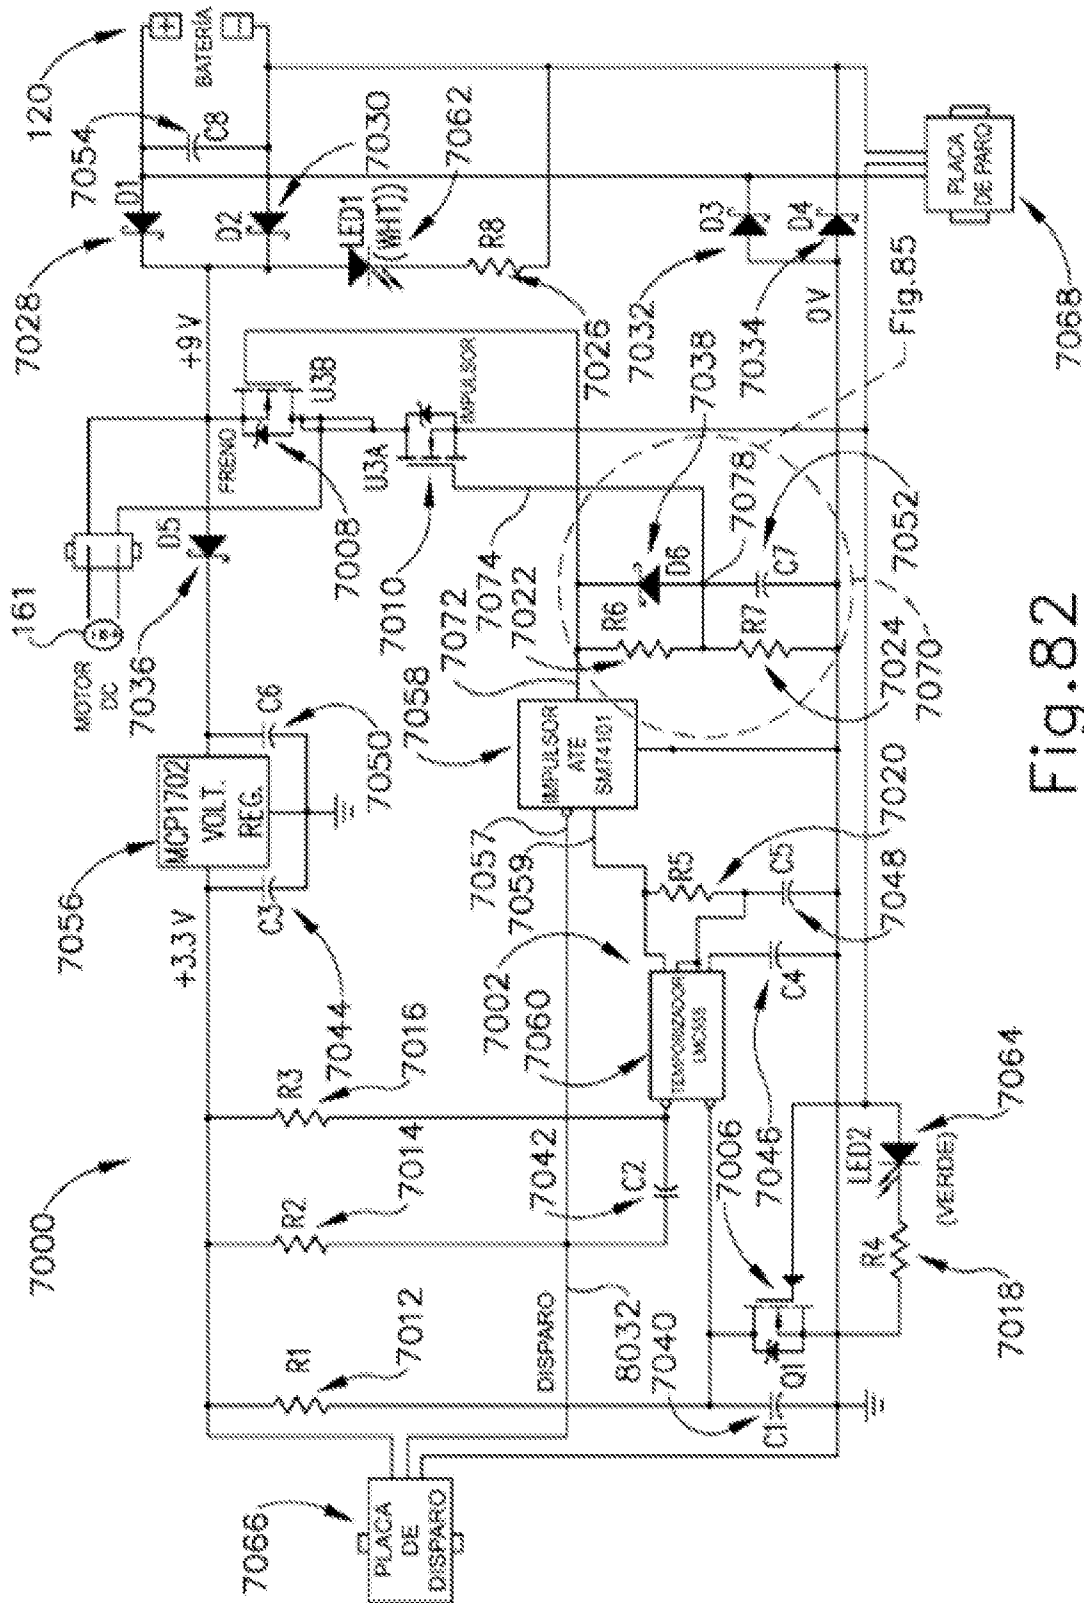 120
7054
BATERÍA
C8
D1
7030
7062
7028
D2
LED1
(WHT)
R8
+9V
7026
D3
D4
7032
7034
0V
Fig.85
PLACA
DE PARO
7068
FRENO
U3B
U3A
IMPULSOR
7038
D5
7008
7010
7078
161
MOTOR
DC
7036
7074
7022
7072
7058
R6
D6
R7
C7
7052
7024
7070
C6
7050
MCP1702
VOLT.
REG.
7056
+3.3V
C3
7044
IMPULSOR
ATE
SM74101
7057
7059
R5
C5
7020
7048
7002
7060
TEMPORIZADOR
LMC555
C4
7046
R3
7016
7000
R2
7014
C2
7042
7006
LED2
(VERDE)
7064
R4
7018
R1
7012
DISPARO
8032
7040
C1
Q1
7066
PLACA
DE
DISPARO
Fig.82